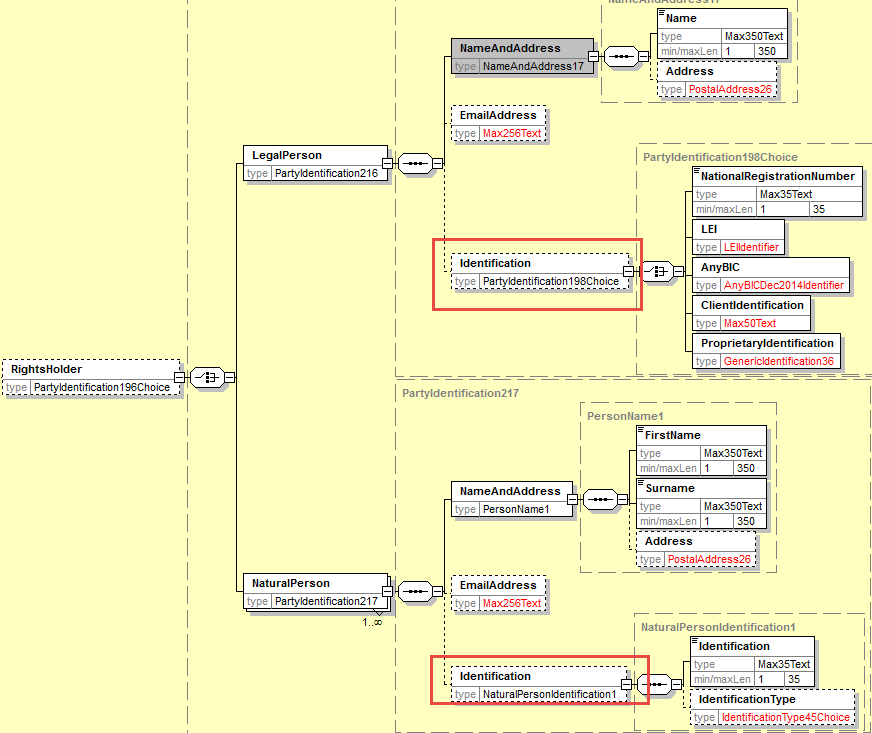 NameAndAddress17
Name
type Max350Text
min/maxLen 1 350
NameAndAddress
type NameAndAddress17
Address
type PostalAddress26
EmailAddress
type Max256Text
LegalPerson
type PartyIdentification216
PartyIdentification198Choice
NationalRegistrationNumber
type Max35Text
min/maxLen 1 35
LEI
type LEIIdentifier
Identification
type PartyIdentification198Choice
AnyBIC
type AnyBICDec2014Identifier
ClientIdentification
type Max50Text
ProprietaryIdentification
type GenericIdentification36
RightsHolder
type PartyIdentification196Choice
PartyIdentification217
PersonName1
FirstName
type Max350Text
min/maxLen 1 350
NameAndAddress
type PersonName1
Surname
type Max350Text
min/maxLen 1 350
Address
type PostalAddress26
NaturalPerson
type PartyIdentification217
1..∞
EmailAddress
type Max256Text
NaturalPersonIdentification1
Identification
type Max35Text
min/maxLen 1 35
Identification
type NaturalPersonIdentification1
IdentificationType
type IdentificationType45Choice